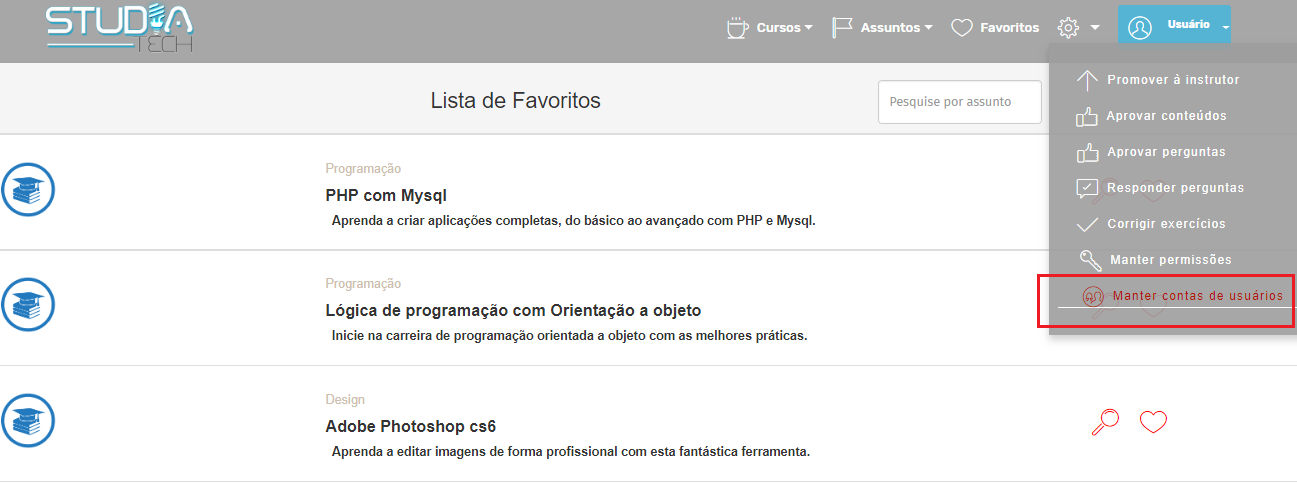 STUDIA
TECH
Cursos
Assuntos
Favoritos
Usuário
Promover à instrutor
Aprovar conteúdos
Aprovar perguntas
Responder perguntas
Corrigir exercícios
Manter permissões
Manter contas de usuários
Lista de Favoritos
Pesquise por assunto
Programação
PHP com Mysql
Aprenda a criar aplicações completas, do básico ao avançado com PHP e Mysql.
Programação
Lógica de programação com Orientação a objeto
Inicie na carreira de programação orientada a objeto com as melhores práticas.
Design
Adobe Photoshop cs6
Aprenda a editar imagens de forma profissional com esta fantástica ferramenta.